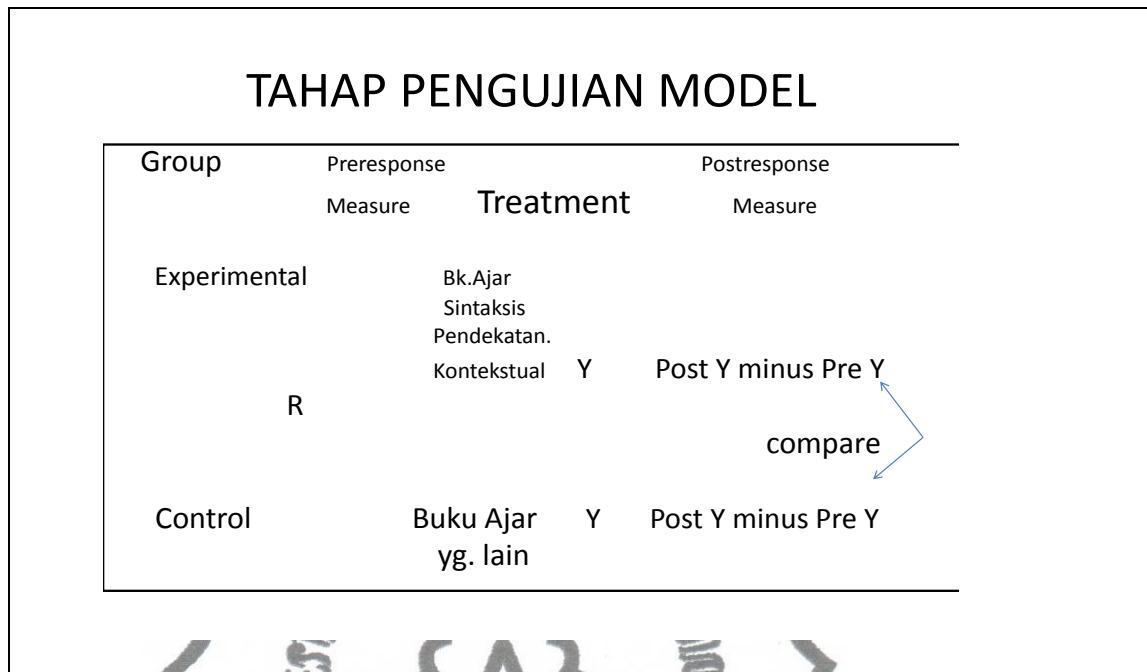 TAHAP PENGUJIAN MODEL
Group Preresponse Postresponse
Measure Treatment Measure
Experimental Bk.Ajar
Sintaksis
Pendekatan.
Kontekstual Y Post Y minus Pre Y
R
compare
Control Buku Ajar Y Post Y minus Pre Y
yg. lain